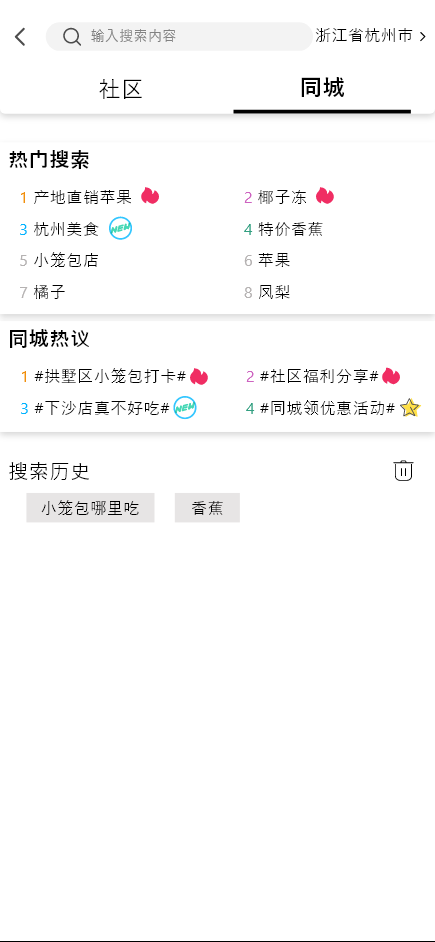 输入搜索内容 浙江省杭州市 >
社区 同城
热门搜索
1 产地直销苹果 2 椰子冻
3 杭州美食 NEW 4 特价香蕉
5 小笼包店 6 苹果
7 橘子 8 凤梨
同城热议
1 #拱墅区小笼包打卡# 2 #社区福利分享#
3 #下沙店真不好吃# NEW 4 #同城领优惠活动#
搜索历史
小笼包哪里吃 香蕉